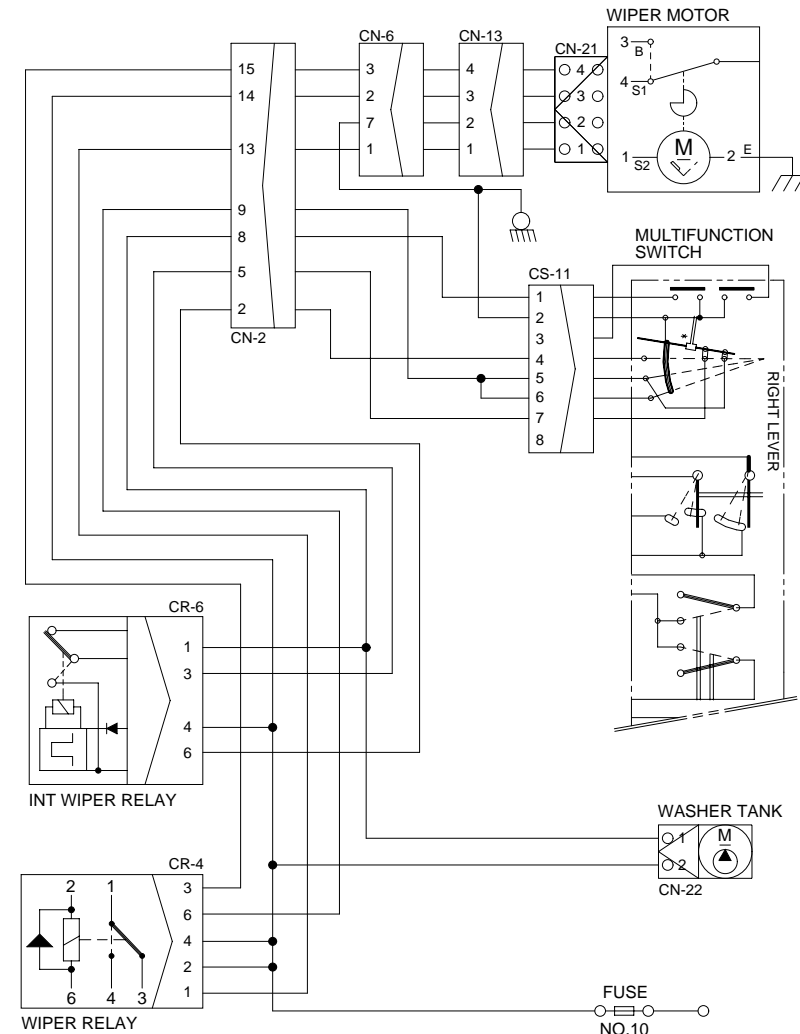 WIPER MOTOR
CN-6
CN-13
CN-21
15
14
13
9
8
5
2
CN-2
3
2
7
1
4
3
2
1
4
3
2
1
3
B
4
S1
M
1
S2
2
E
MULTIFUNCTION
SWITCH
CS-11
1
2
3
4
5
6
7
8
*
RIGHT LEVER
CR-6
1
3
4
6
INT WIPER RELAY
WASHER TANK
1
2
M
CN-22
CR-4
3
6
4
2
1
2 1
6 4 3
WIPER RELAY
FUSE
NO.10